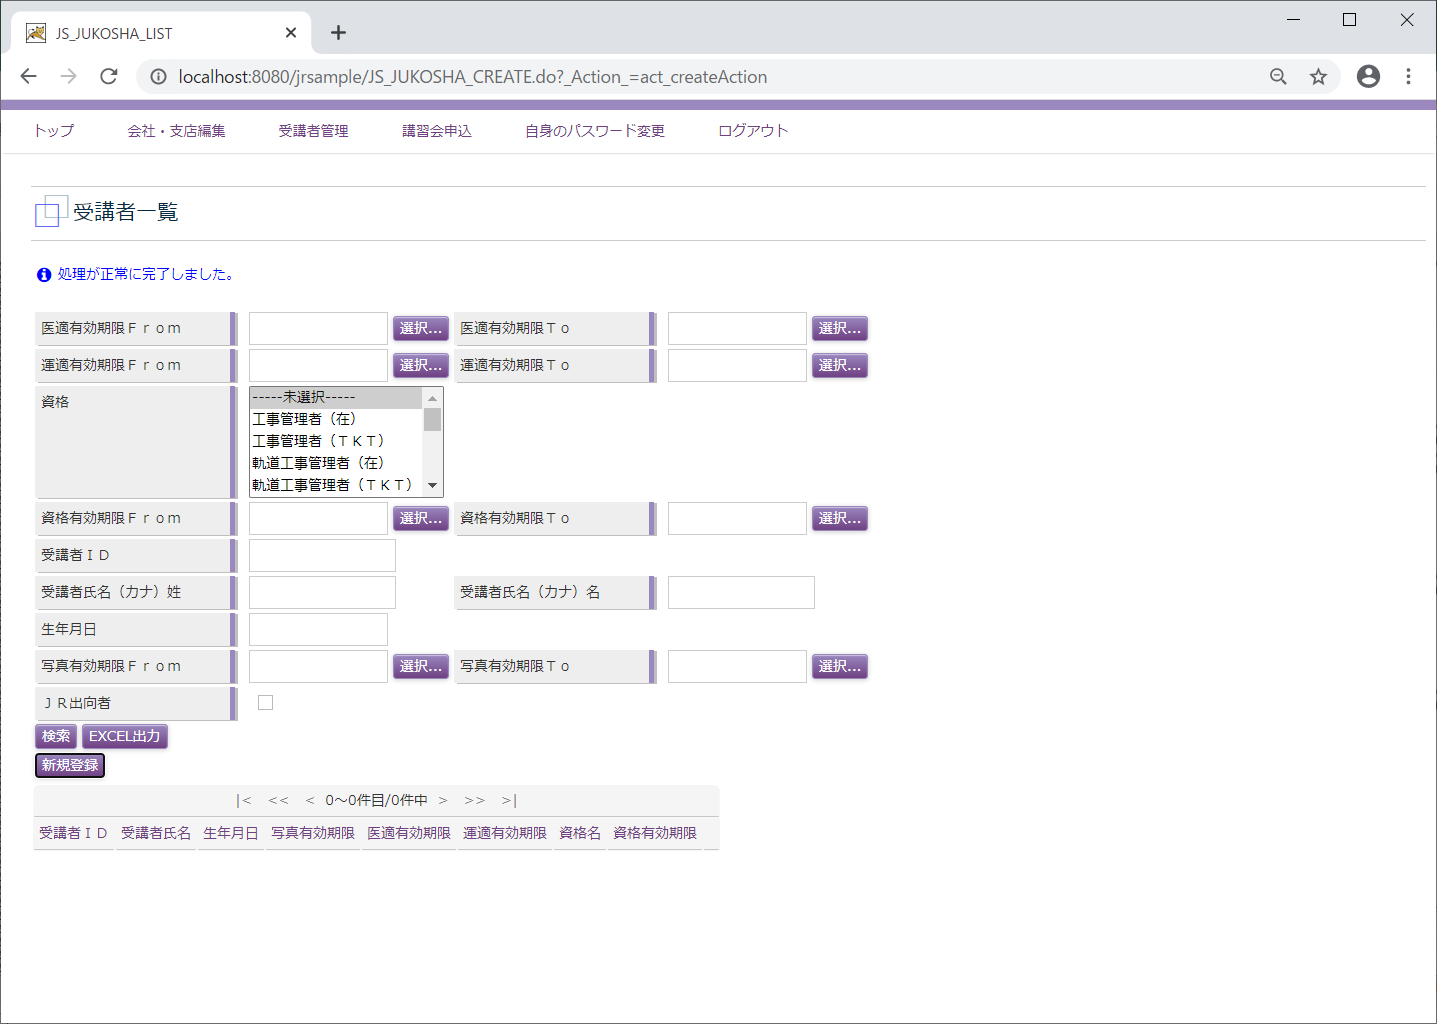 JS_JUKOSHA_LIST
localhost:8080/jrsample/JS_JUKOSHA_CREATE.do?_Action_=act_createAction
トップ 会社・支店編集 受講者管理 講習会申込 自身のパスワード変更 ログアウト
受講者一覧
処理が正常に完了しました。
医適有効期限Ｆｒｏｍ 選択... 医適有効期限Ｔｏ 選択...
運適有効期限Ｆｒｏｍ 選択... 運適有効期限Ｔｏ 選択...
資格 -----未選択-----
工事管理者（在）
工事管理者（ＴＫＴ）
軌道工事管理者（在）
軌道工事管理者（ＴＫＴ）
資格有効期限Ｆｒｏｍ 選択... 資格有効期限Ｔｏ 選択...
受講者ＩＤ
受講者氏名（カナ）姓 受講者氏名（カナ）名
生年月日
写真有効期限Ｆｒｏｍ 選択... 写真有効期限Ｔｏ 選択...
ＪＲ出向者
検索 EXCEL出力
新規登録
|< << < 0～0件目/0件中 > >> >|
受講者ＩＤ 受講者氏名 生年月日 写真有効期限 医適有効期限 運適有効期限 資格名 資格有効期限